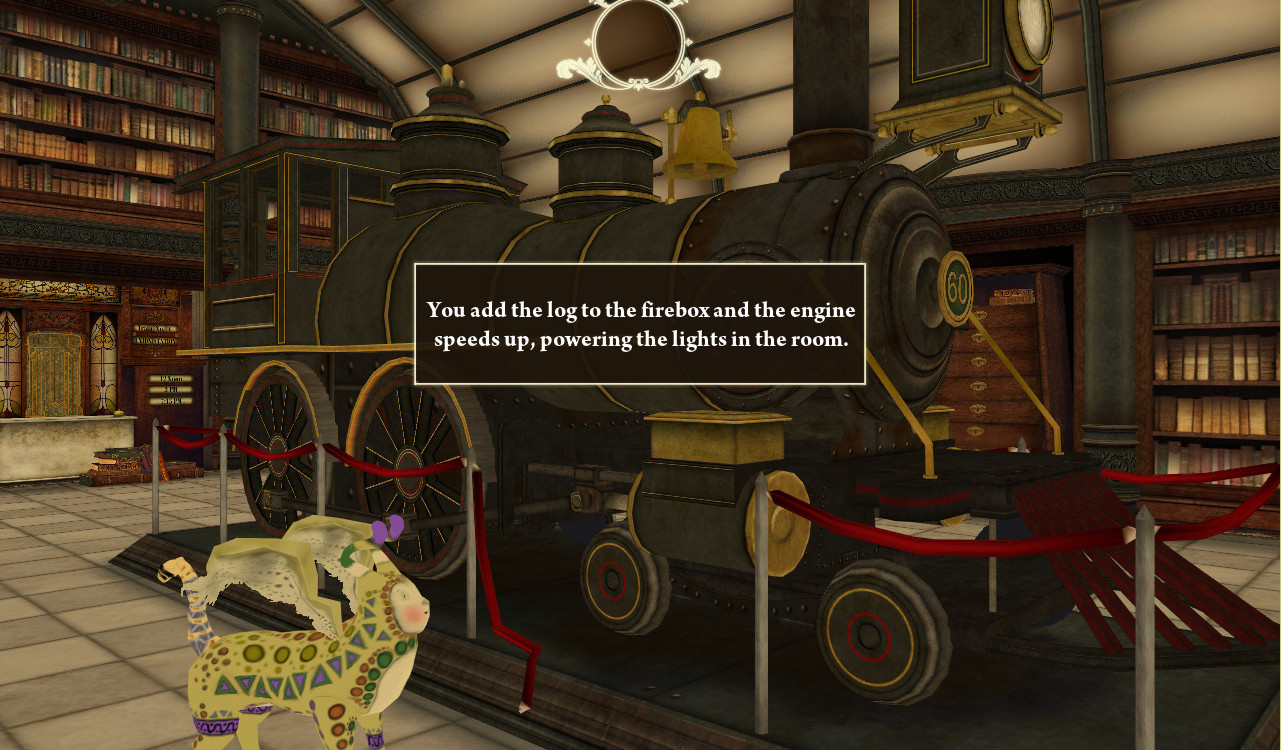 You add the log to the firebox and the engine
speeds up, powering the lights in the room.
60